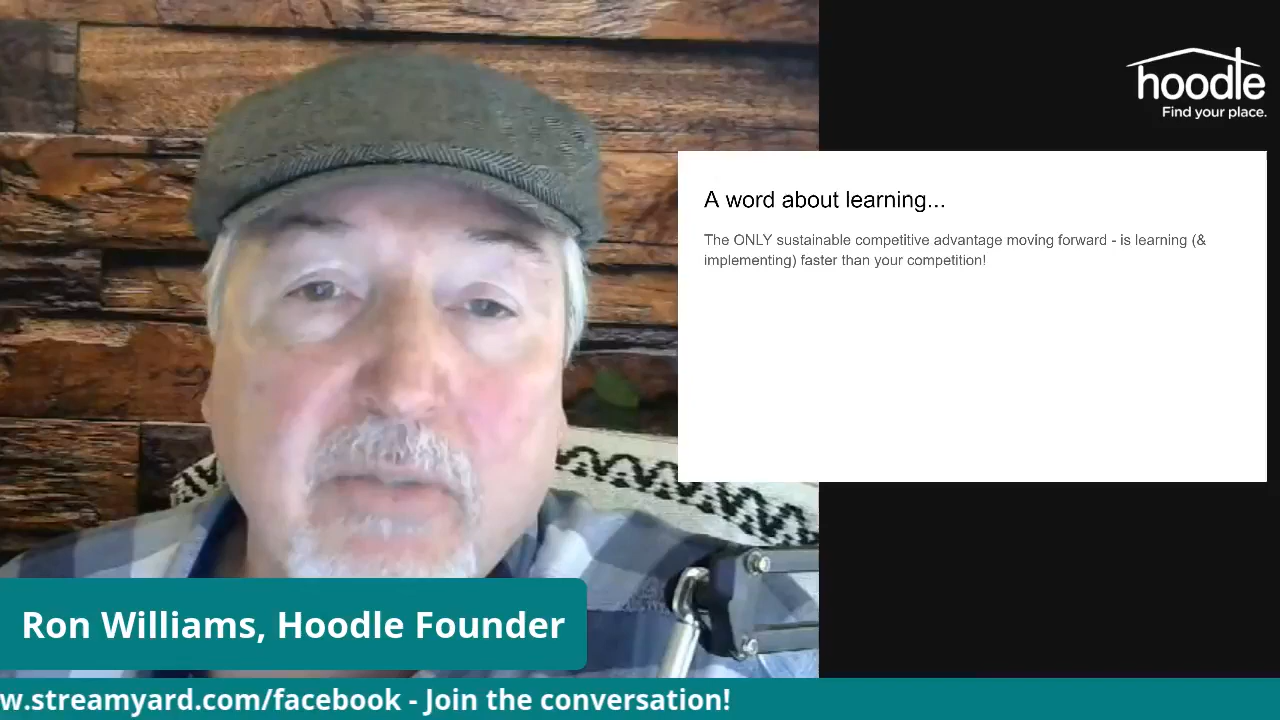 hoodle
Find your place.
A word about learning...
The ONLY sustainable competitive advantage moving forward - is learning (&
implementing) faster than your competition!
Ron Williams, Hoodle Founder
w.streamyard.com/facebook - Join the conversation!